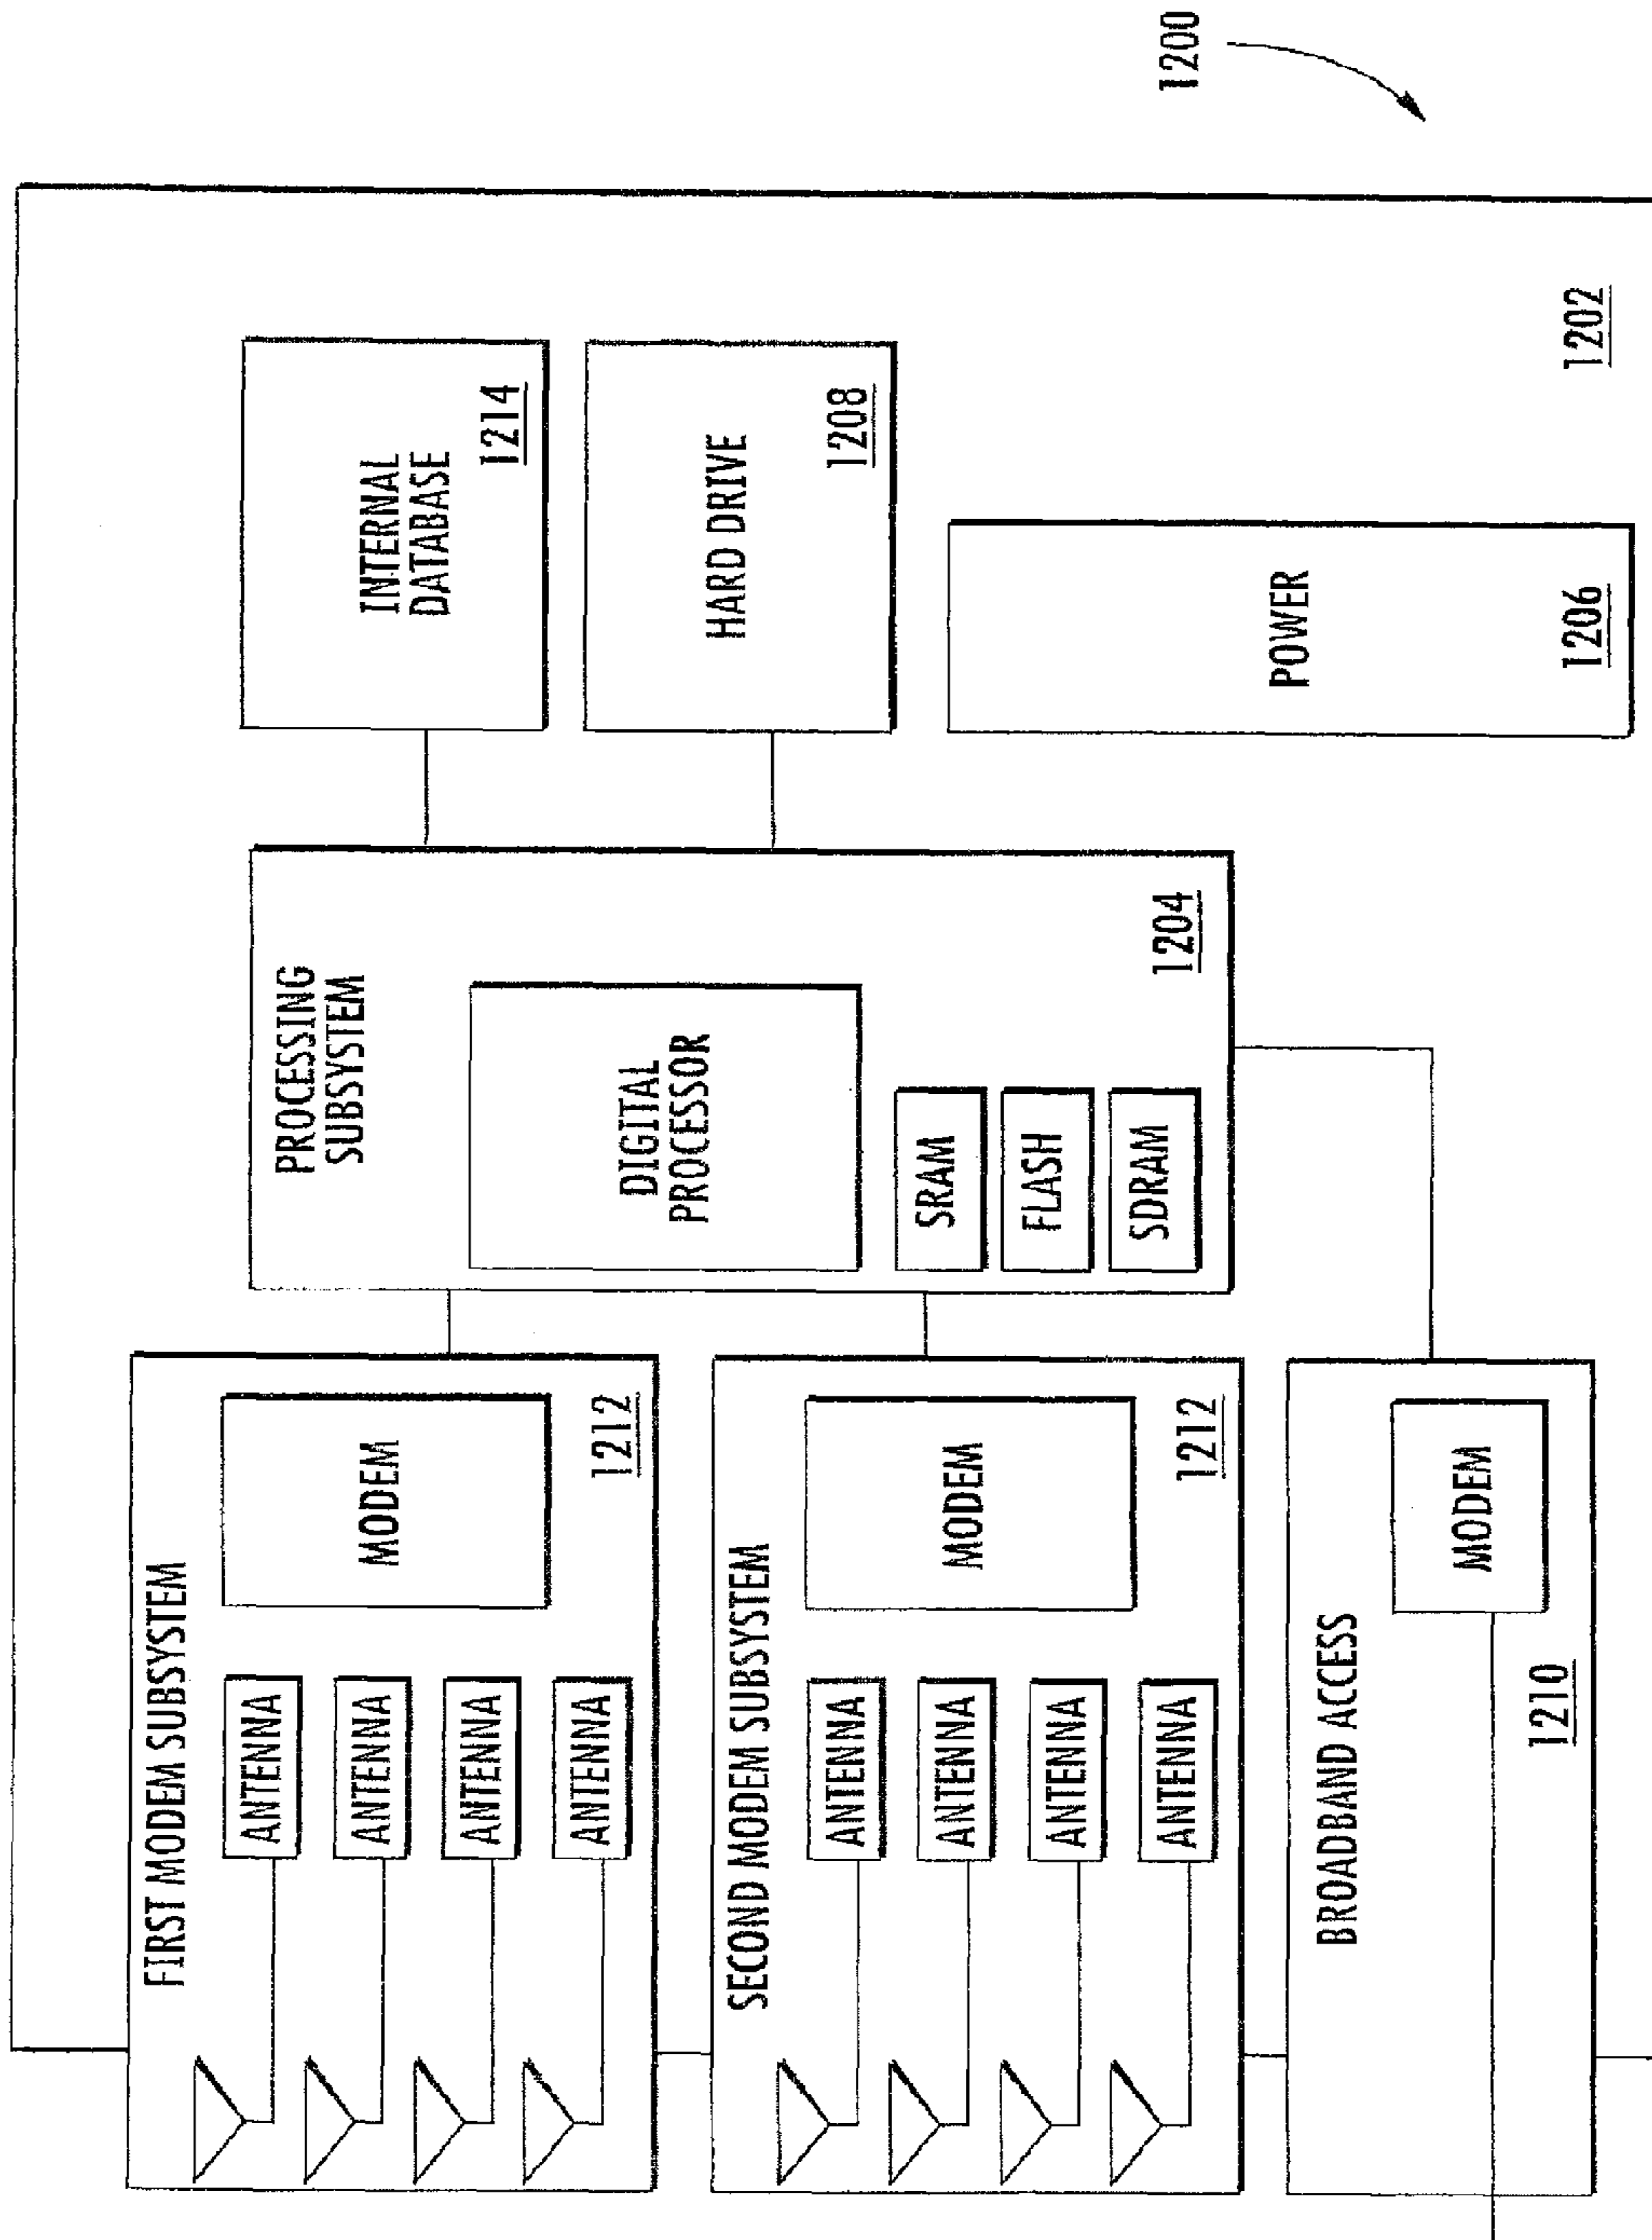 FIRST MODEM SUBSYSTEM
ANTENNA
ANTENNA
ANTENNA
ANTENNA
MODEM
1212
SECOND MODEM SUBSYSTEM
ANTENNA
ANTENNA
ANTENNA
ANTENNA
MODEM
1212
BROADBAND ACCESS
1210
MODEM
PROCESSING
SUBSYSTEM
DIGITAL
PROCESSOR
SRAM
FLASH
SDRAM
1204
INTERNAL
DATABASE
1214
HARD DRIVE
1208
POWER
1206
1202
1200